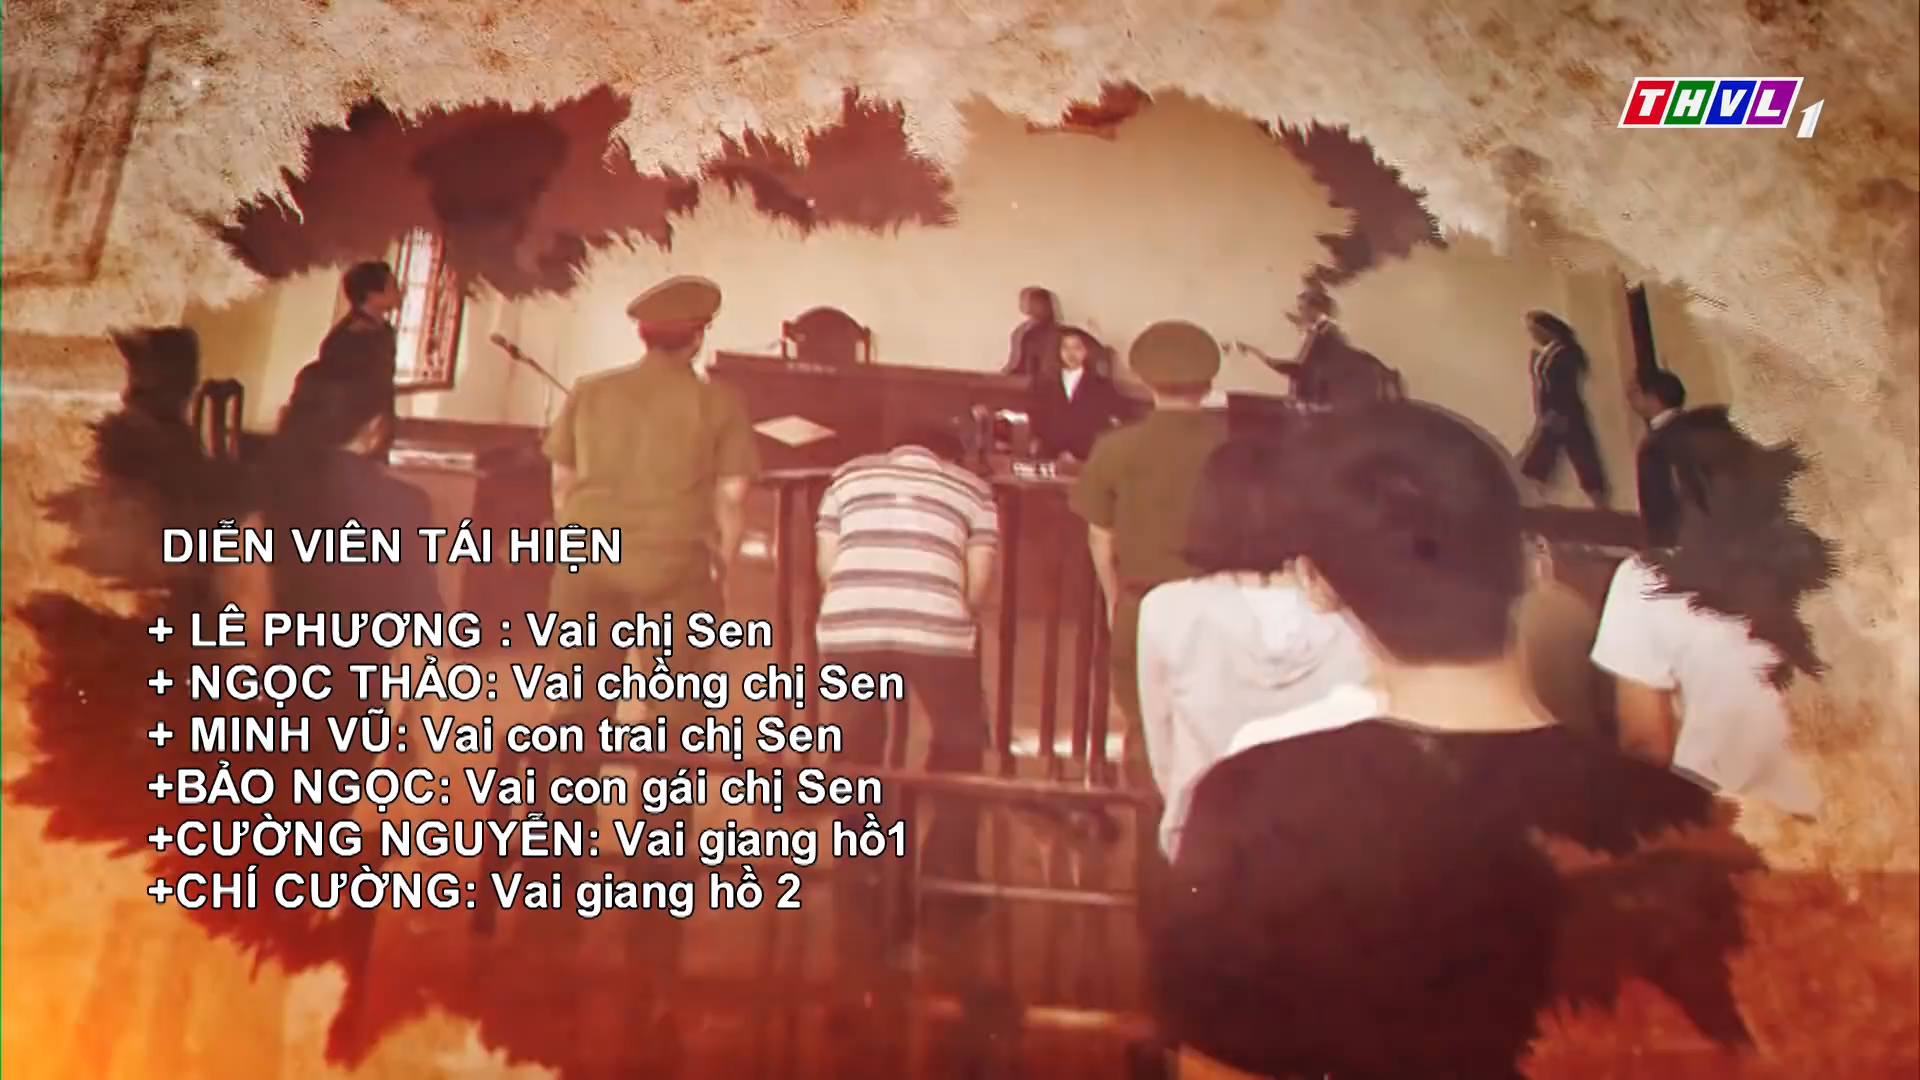 THVL1
DIỄN VIÊN TÁI HIỆN
+ LÊ PHƯƠNG : Vai chị Sen
+ NGỌC THẢO: Vai chồng chị Sen
+ MINH VŨ: Vai con trai chị Sen
+BẢO NGỌC: Vai con gái chị Sen
+CƯỜNG NGUYỄN: Vai giang hồ1
+CHÍ CƯỜNG: Vai giang hồ 2